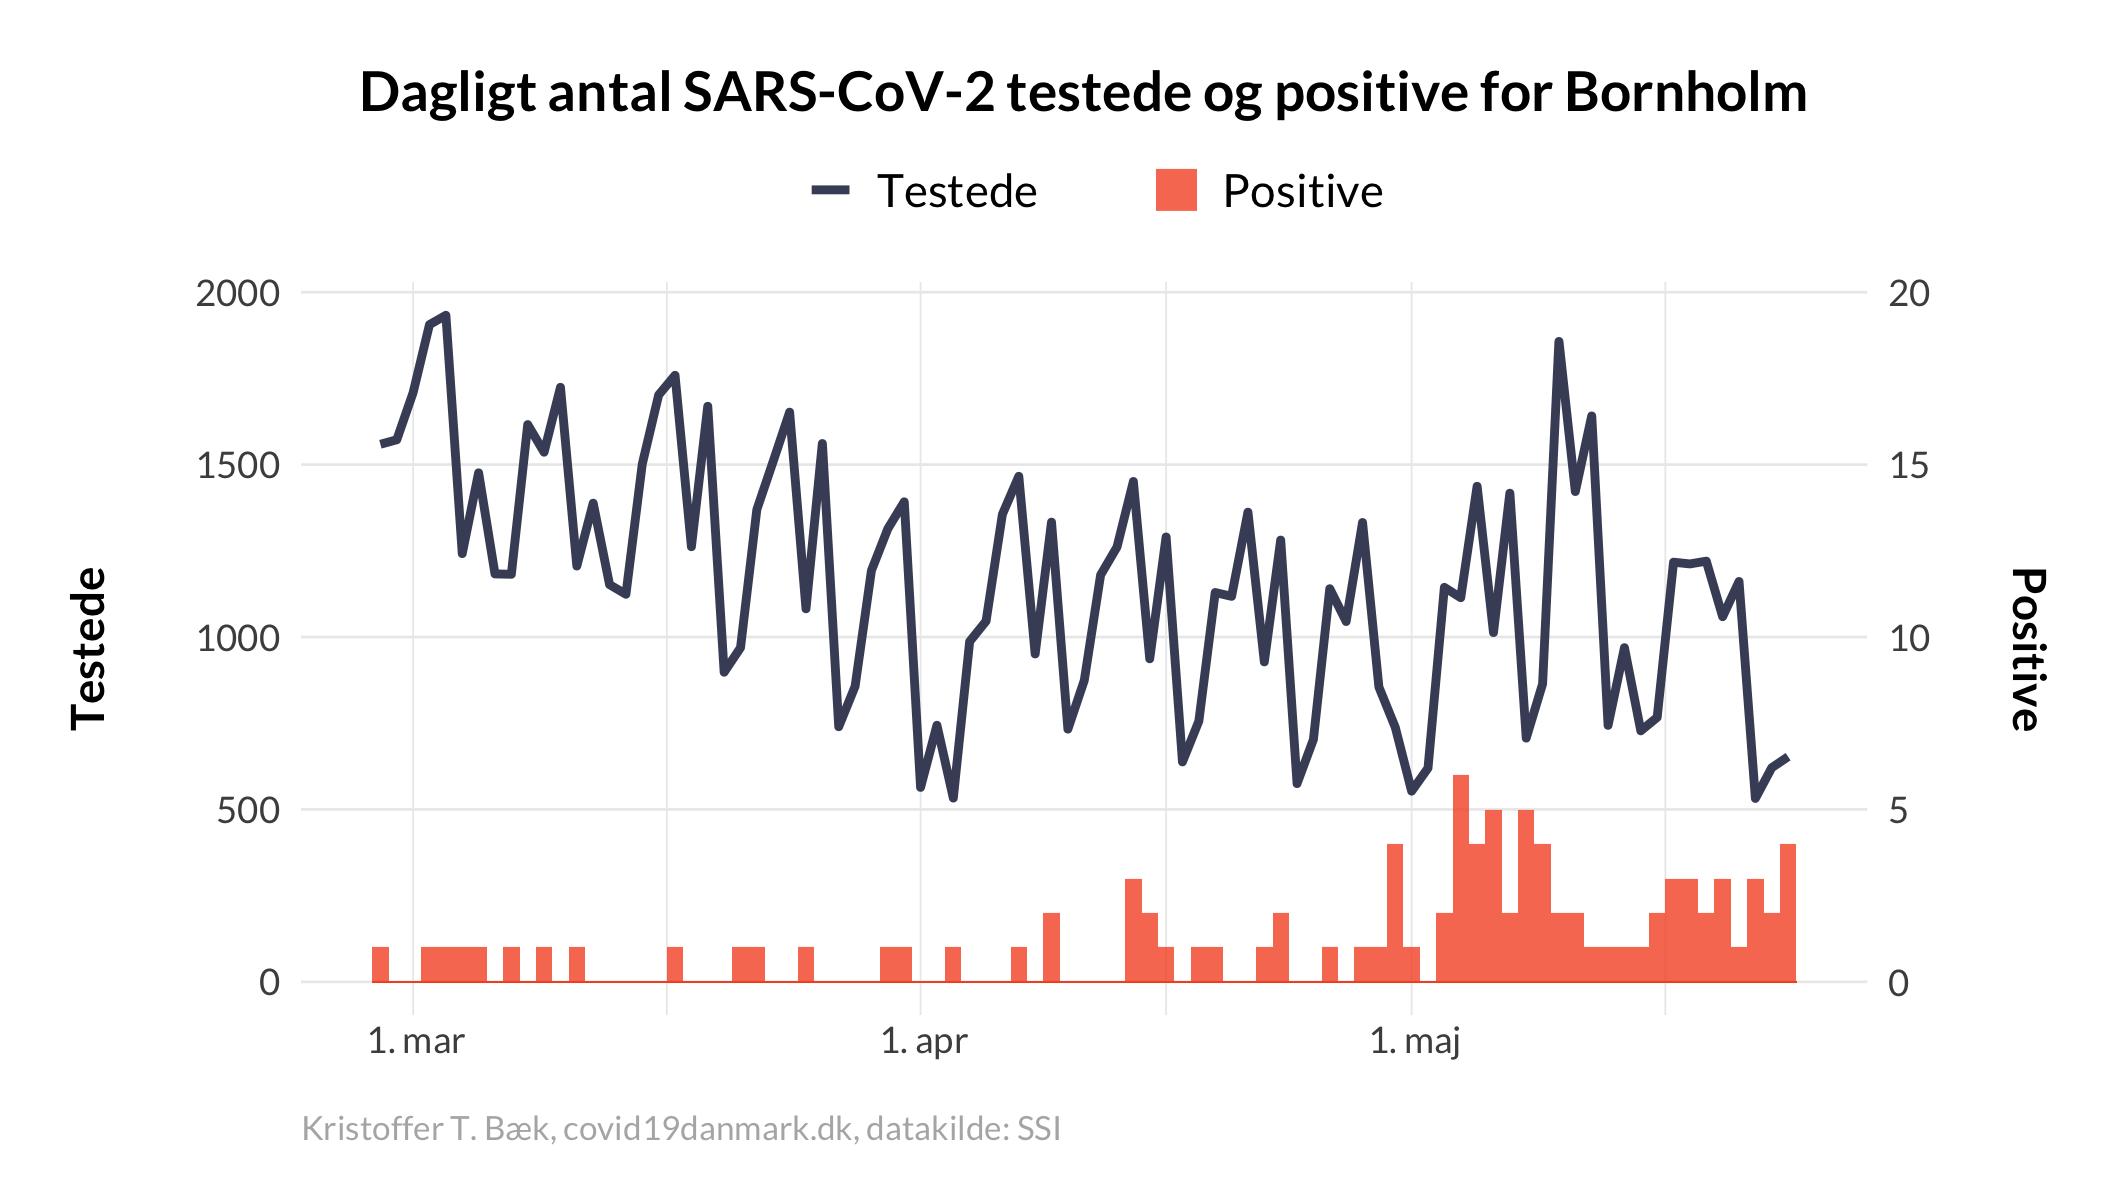 Dagligt antal SARS-CoV-2 testede og positive for Bornholm
Testede
Positive
2000
1500
1000
500
0
20
15
10
5
0
Testede
Positive
1. mar
1. apr
1. maj
Kristoffer T. Bæk, covid19danmark.dk, datakilde: SSI